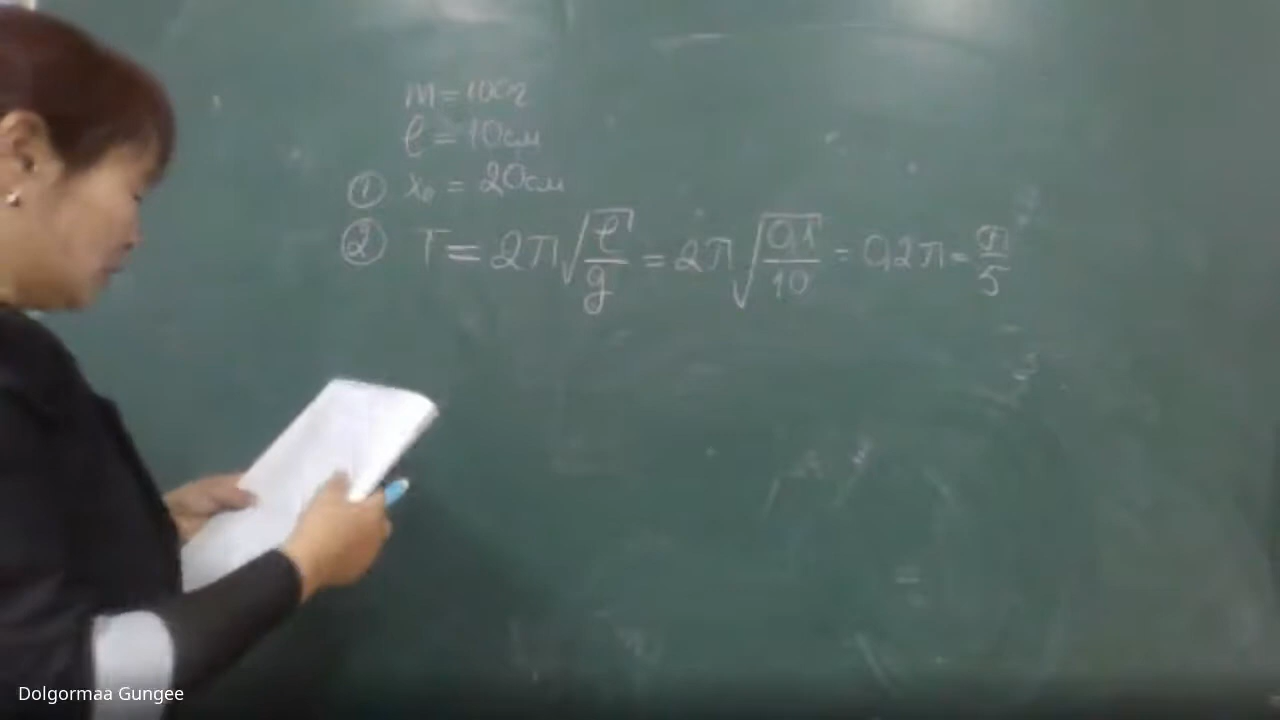 m = 100г
ℓ = 10см
① x₀ = 20см
② T = 2π√(ℓ/g) = 2π√(0,1/10) = 0,2π = π/5
Dolgormaa Gungee